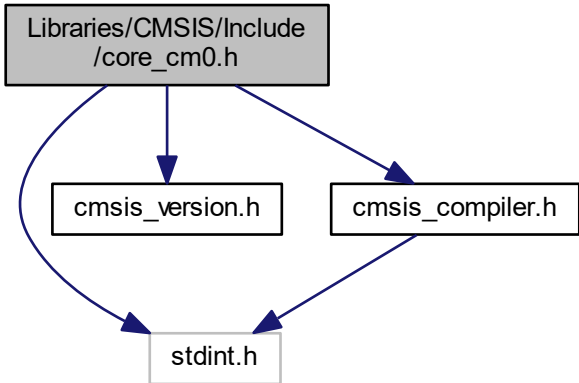 Libraries/CMSIS/Include
/core_cm0.h
cmsis_version.h
cmsis_compiler.h
stdint.h